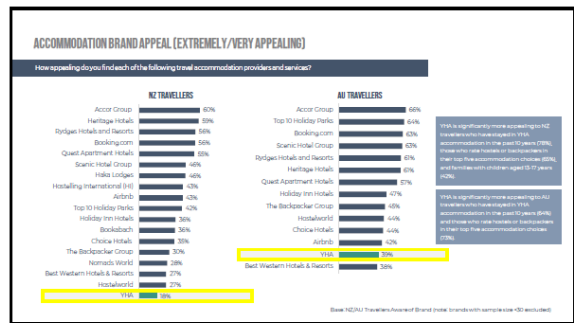 ACCOMMODATION BRAND APPEAL (EXTREMELY/VERY APPEALING)
How appealing do you find each of the following travel accommodation providers and services?
NZ TRAVELLERS
Accor Group 60%
Heritage Hotels 59%
Rydges Hotels and Resorts 56%
Booking.com 56%
Quest Apartment Hotels 55%
Scenic Hotel Group 46%
Haka Lodges 46%
Hostelling International (HI) 43%
Airbnb 43%
Top 10 Holiday Parks 42%
Holiday Inn Hotels 36%
Bookabach 36%
Choice Hotels 35%
The Backpacker Group 30%
Nomads World 28%
Best Western Hotels & Resorts 27%
Hostelworld 27%
YHA 18%
AU TRAVELLERS
Accor Group 66%
Top 10 Holiday Parks 64%
Booking.com 63%
Scenic Hotel Group 63%
Rydges Hotels and Resorts 61%
Heritage Hotels 61%
Quest Apartment Hotels 57%
Holiday Inn Hotels 47%
The Backpacker Group 45%
Hostelworld 44%
Choice Hotels 44%
Airbnb 42%
YHA 39%
Best Western Hotels & Resorts 38%
YHA is significantly more appealing to NZ
travellers who have stayed in YHA
accommodation in the past 10 years (78%),
those who rate hostels or backpackers in
their top five accommodation choices (65%),
and families with children aged 13-17 years
(42%).
YHA is significantly more appealing to AU
travellers who have stayed in YHA
accommodation in the past 10 years (64%)
and those who rate hostels or backpackers
in their top five accommodation choices
(73%).
Base: NZ/AU Travellers Aware of Brand (note: brands with sample size <30 excluded)